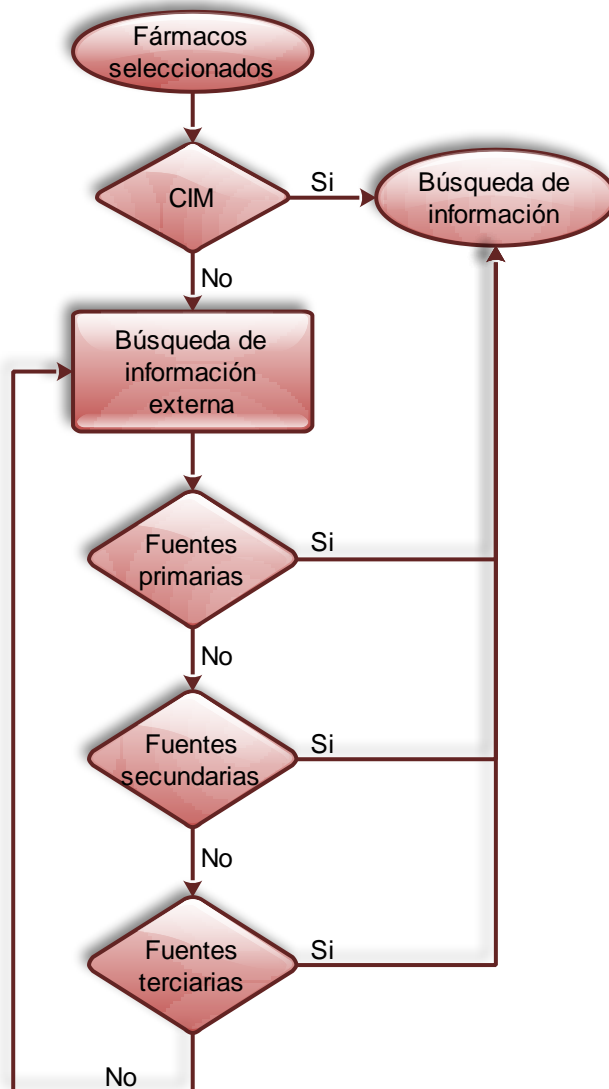 Fármacos
seleccionados
CIM
Si
Búsqueda de
información
No
Búsqueda de
información
externa
Fuentes
primarias
Si
No
Fuentes
secundarias
Si
No
Fuentes
terciarias
Si
No